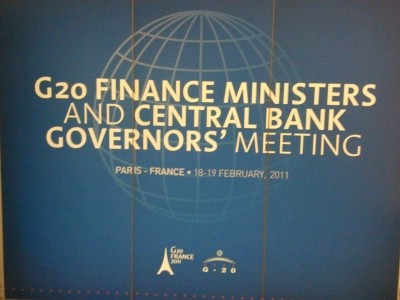 G20 FINANCE MINISTERS
AND CENTRAL BANK
GOVERNORS' MEETING
PARIS - FRANCE • 18-19 FEBRUARY, 2011
G20
FRANCE
2011
G-20